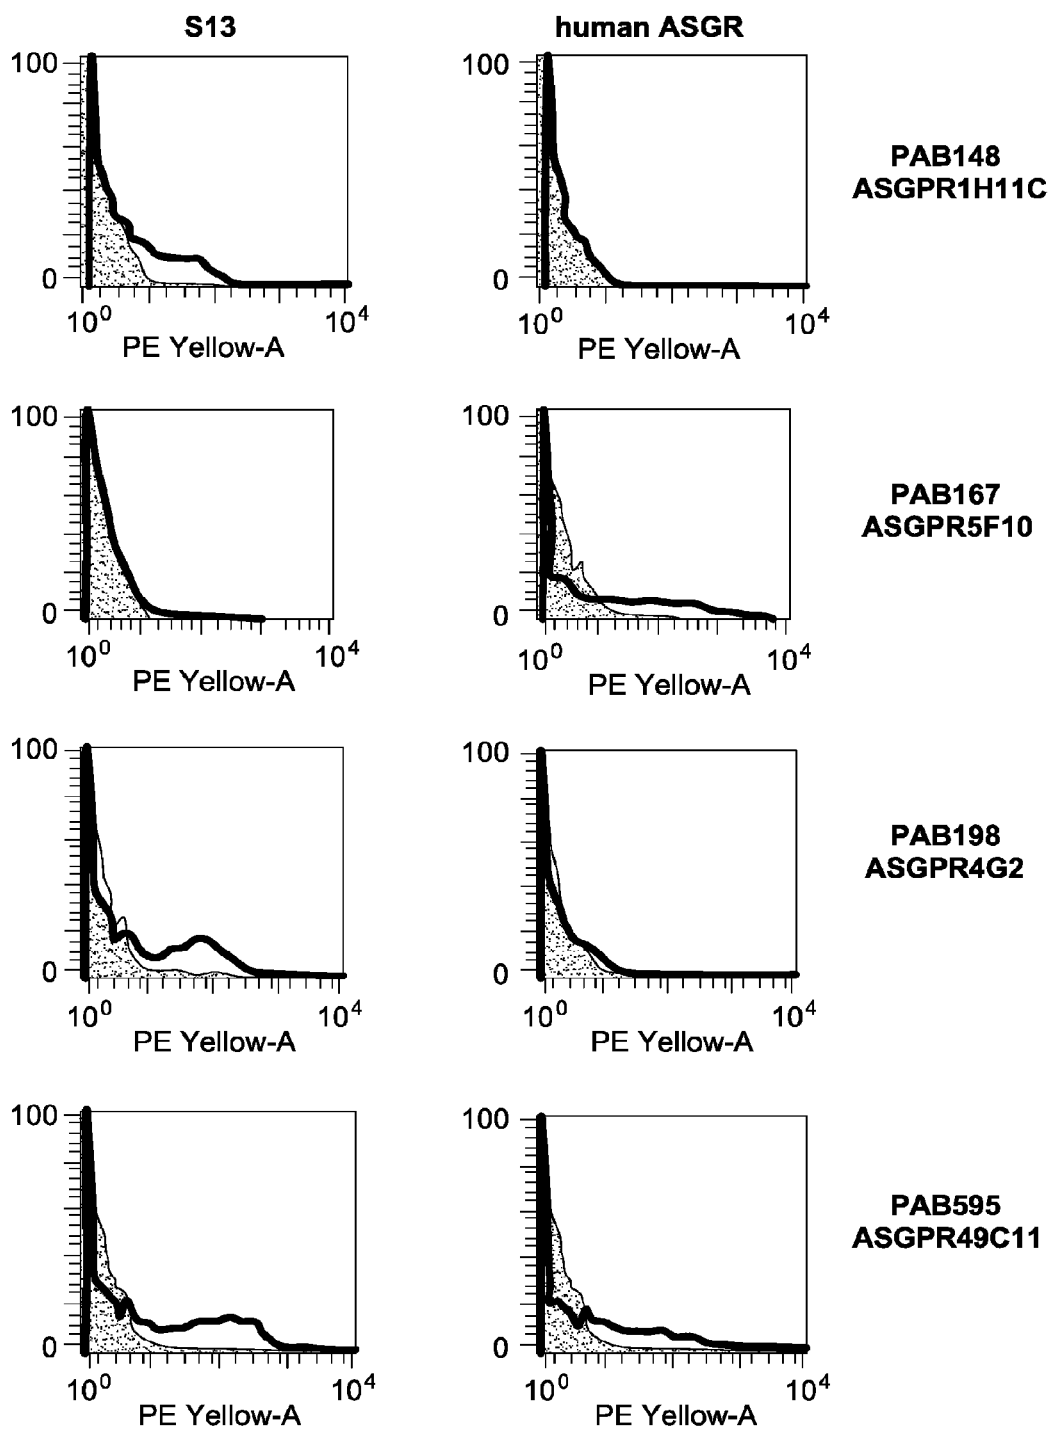 S13
human ASGR
100
0
10^0
10^4
PE Yellow-A
100
0
10^0
10^4
PE Yellow-A
PAB148
ASGPR1H11C
100
0
10^0
10^4
PE Yellow-A
100
0
10^0
10^4
PE Yellow-A
PAB167
ASGPR5F10
100
0
10^0
10^4
PE Yellow-A
100
0
10^0
10^4
PE Yellow-A
PAB198
ASGPR4G2
100
0
10^0
10^4
PE Yellow-A
100
0
10^0
10^4
PE Yellow-A
PAB595
ASGPR49C11